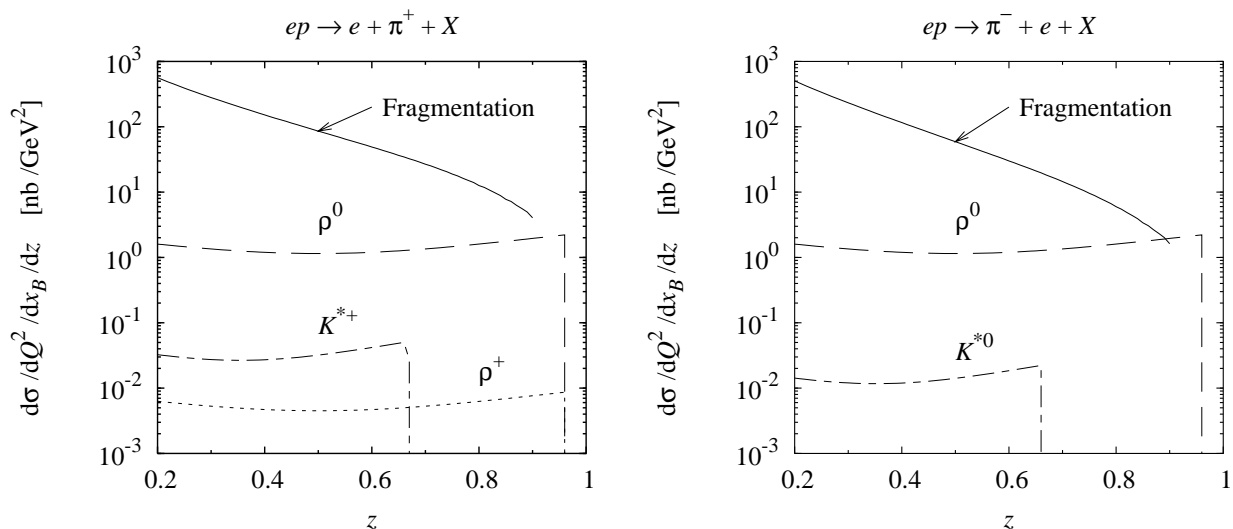 ep → e + π⁺ + X
dσ/dQ²/dx_B/dz [nb/GeV²]
10³
10²
10¹
10⁰
10⁻¹
10⁻²
10⁻³
Fragmentation
ρ⁰
K*⁺
ρ⁺
0.2 0.4 0.6 0.8 1
z
ep → π⁻ + e + X
dσ/dQ²/dx_B/dz [nb/GeV²]
10³
10²
10¹
10⁰
10⁻¹
10⁻²
10⁻³
Fragmentation
ρ⁰
K*⁰
0.2 0.4 0.6 0.8 1
z